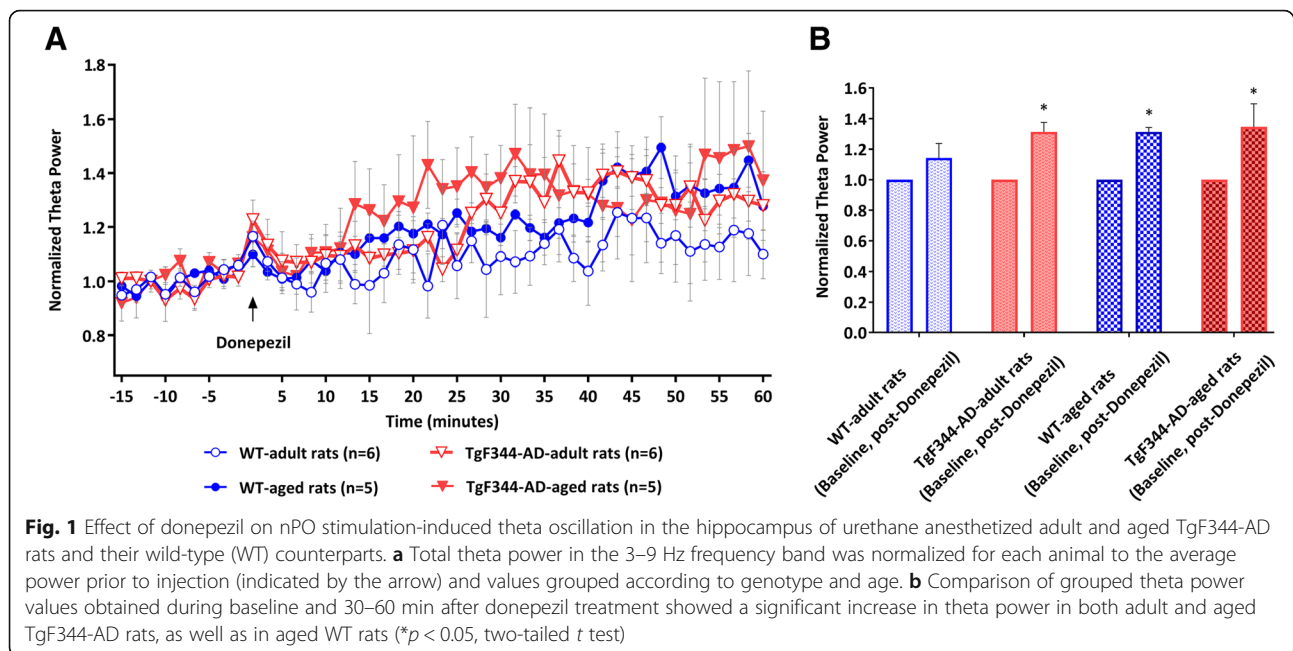 A
B
Normalized Theta Power
1.8
1.6
1.4
1.2
1.0
0.8
Donepezil
-15 -10 -5 5 10 15 20 25 30 35 40 45 50 55 60
Time (minutes)
WT-adult rats (n=6)
TgF344-AD-adult rats (n=6)
WT-aged rats (n=5)
TgF344-AD-aged rats (n=5)
Normalized Theta Power
1.6
1.4
1.2
1.0
0.8
0.6
0.4
0.2
0.0
* * *
WT-adult rats
(Baseline, post-Donepezil)
TgF344-AD-adult rats
(Baseline, post-Donepezil)
WT-aged rats
(Baseline, post-Donepezil)
TgF344-AD-aged rats
(Baseline, post-Donepezil)
Fig. 1 Effect of donepezil on nPO stimulation-induced theta oscillation in the hippocampus of urethane anesthetized adult and aged TgF344-AD
rats and their wild-type (WT) counterparts. a Total theta power in the 3–9 Hz frequency band was normalized for each animal to the average
power prior to injection (indicated by the arrow) and values grouped according to genotype and age. b Comparison of grouped theta power
values obtained during baseline and 30–60 min after donepezil treatment showed a significant increase in theta power in both adult and aged
TgF344-AD rats, as well as in aged WT rats (*p < 0.05, two-tailed t test)